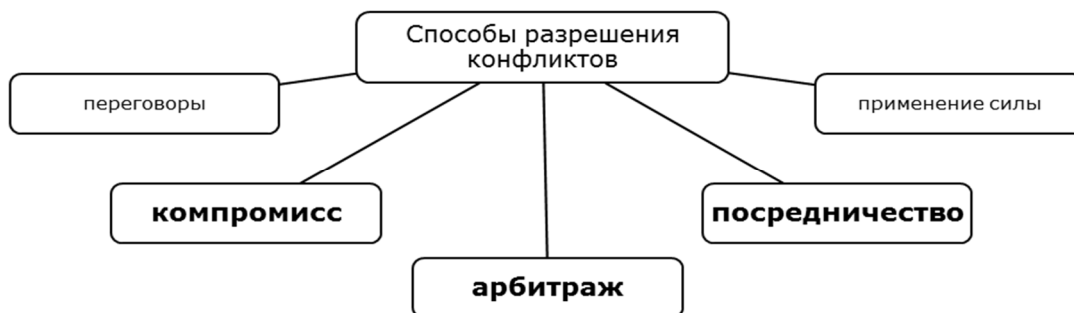 Способы разрешения
конфликтов
переговоры
применение силы
компромисс
посредничество
арбитраж